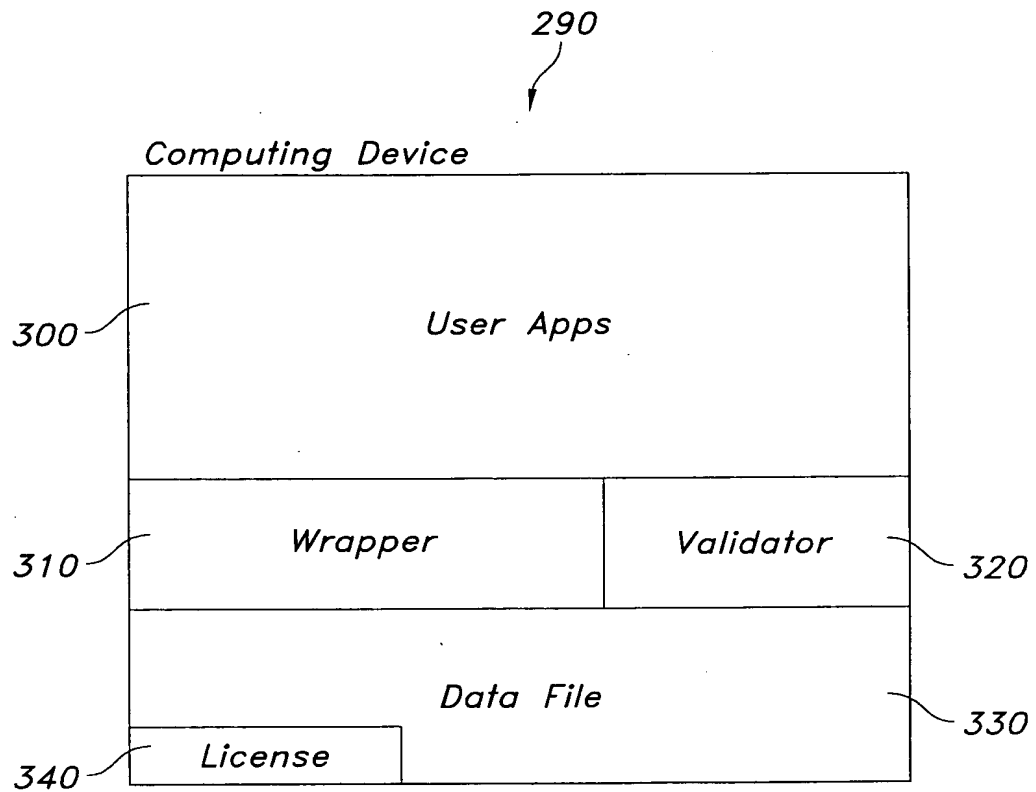 290
Computing Device
300
User Apps
310
Wrapper
Validator
320
Data File
330
340
License